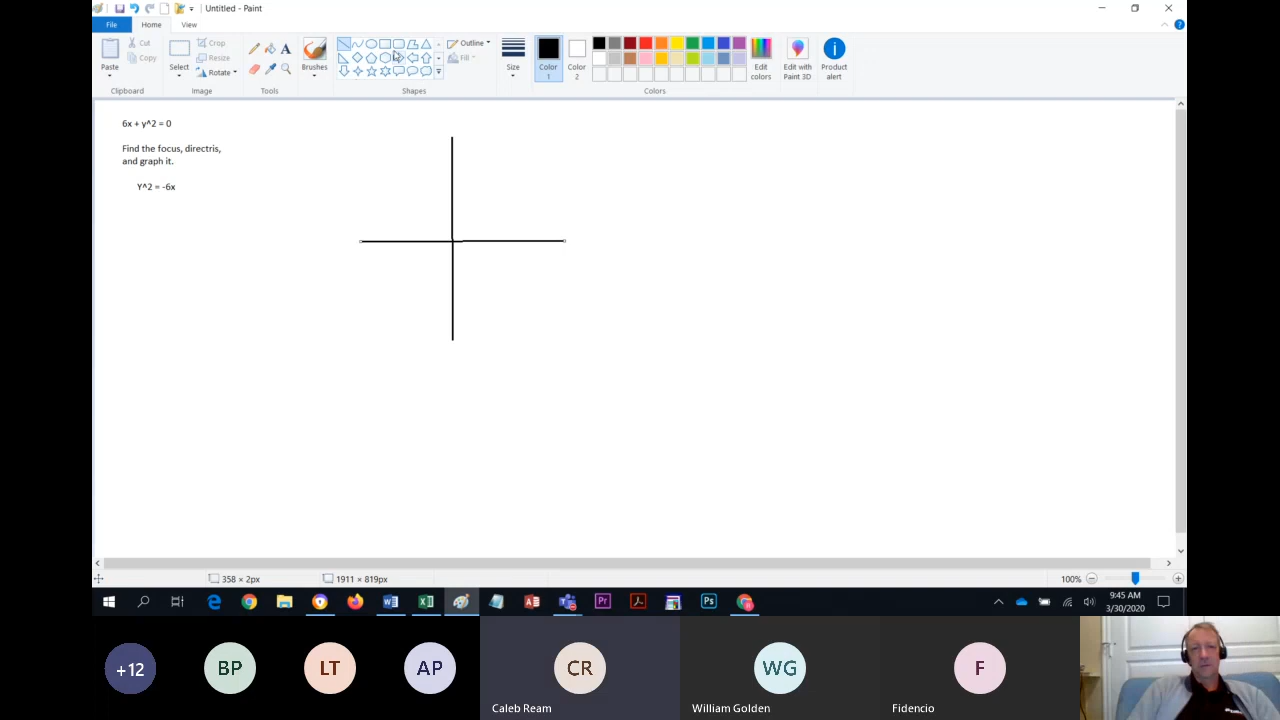 Untitled - Paint
File
Home
View
Paste
Cut
Copy
Clipboard
Select
Crop
Resize
Rotate
Image
A
Tools
Brushes
Outline
Fill
Shapes
Size
Color 1
Color 2
Edit colors
Colors
Edit with Paint 3D
Product alert
6x + y^2 = 0
Find the focus, directris,
and graph it.
Y^2 = -6x
358 × 2px
1911 × 819px
100%
9:45 AM
3/30/2020
Pr
Ps
+12
BP
LT
AP
CR
Caleb Ream
WG
William Golden
F
Fidencio